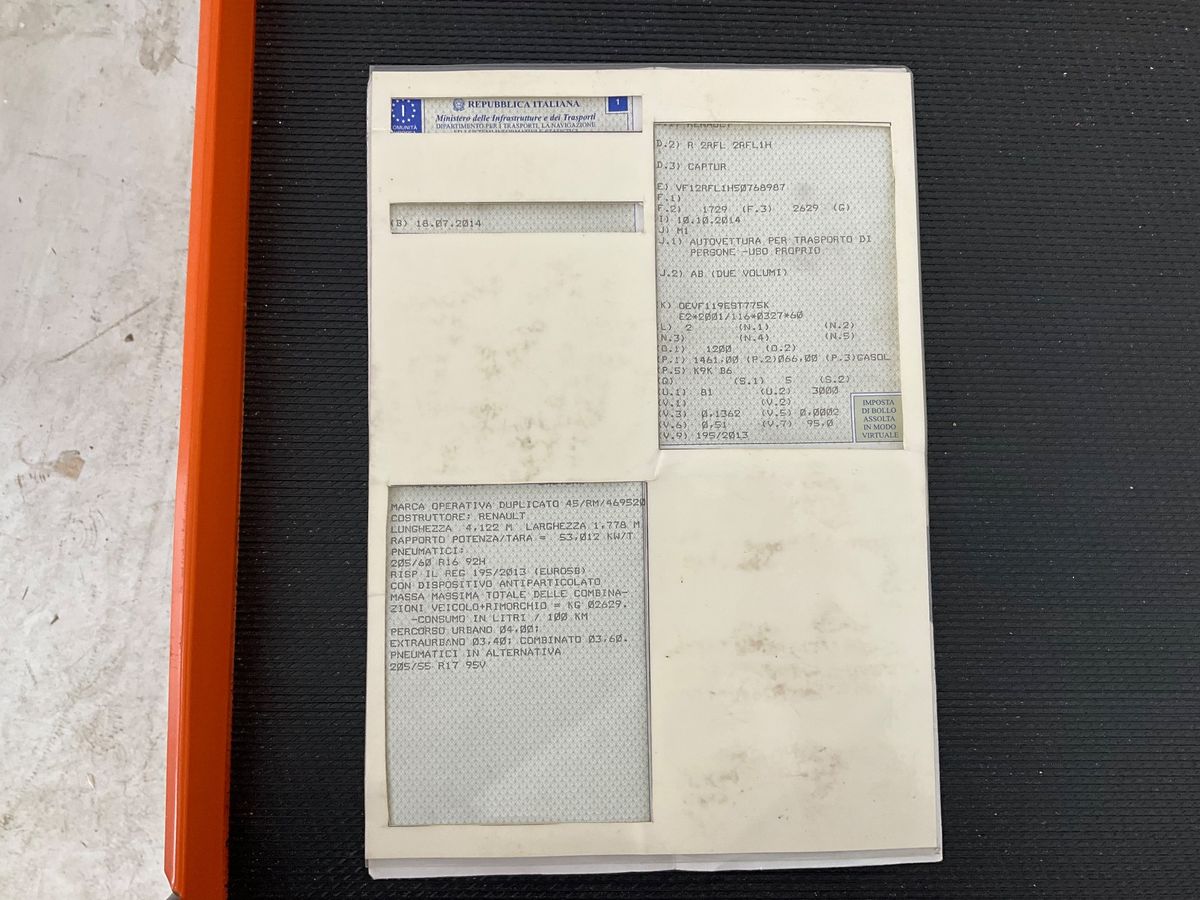 I
COMUNITÀ
REPUBBLICA ITALIANA
1
Ministero delle Infrastrutture e dei Trasporti
DIPARTIMENTO PER I TRASPORTI, LA NAVIGAZIONE
(B) 18.07.2014
RENAULT
D.2) R 2RFL 2RFL1H
D.3) CAPTUR
E) VF12RFL1H50768987
F.1)
F.2) 1729 (F.3) 2629 (G)
I) 10.10.2014
J) M1
J.1) AUTOVETTURA PER TRASPORTO DI
PERSONE -USO PROPRIO
J.2) AB (DUE VOLUMI)
(K) OEVF119EST775K
E2*2001/116*0327*60
(L) 2 (N.1) (N.2)
(N.3) (N.4) (N.5)
(O.1) 1200 (O.2)
(P.1) 1461,00 (P.2)066,00 (P.3)GASOL
(P.5) K9K B6
(Q) (S.1) 5 (S.2)
(U.1) 81 (U.2) 3000
(V.1) (V.2)
(V.3) 0,1362 (V.5) 0,0002
(V.6) 0,51 (V.7) 95,0
(V.9) 195/2013
IMPOSTA
DI BOLLO
ASSOLTA
IN MODO
VIRTUALE
MARCA OPERATIVA DUPLICATO 45/RM/469520
COSTRUTTORE: RENAULT
LUNGHEZZA 4,122 M LARGHEZZA 1,778 M
RAPPORTO POTENZA/TARA = 53,012 KW/T
PNEUMATICI:
205/60 R16 92H
RISP IL REG 195/2013 (EURO5B)
CON DISPOSITIVO ANTIPARTICOLATO
MASSA MASSIMA TOTALE DELLE COMBINA-
ZIONI VEICOLO+RIMORCHIO = KG 02629.
-CONSUMO IN LITRI / 100 KM
PERCORSO URBANO 04,00;
EXTRAURBANO 03,40; COMBINATO 03,60.
PNEUMATICI IN ALTERNATIVA
205/55 R17 95V